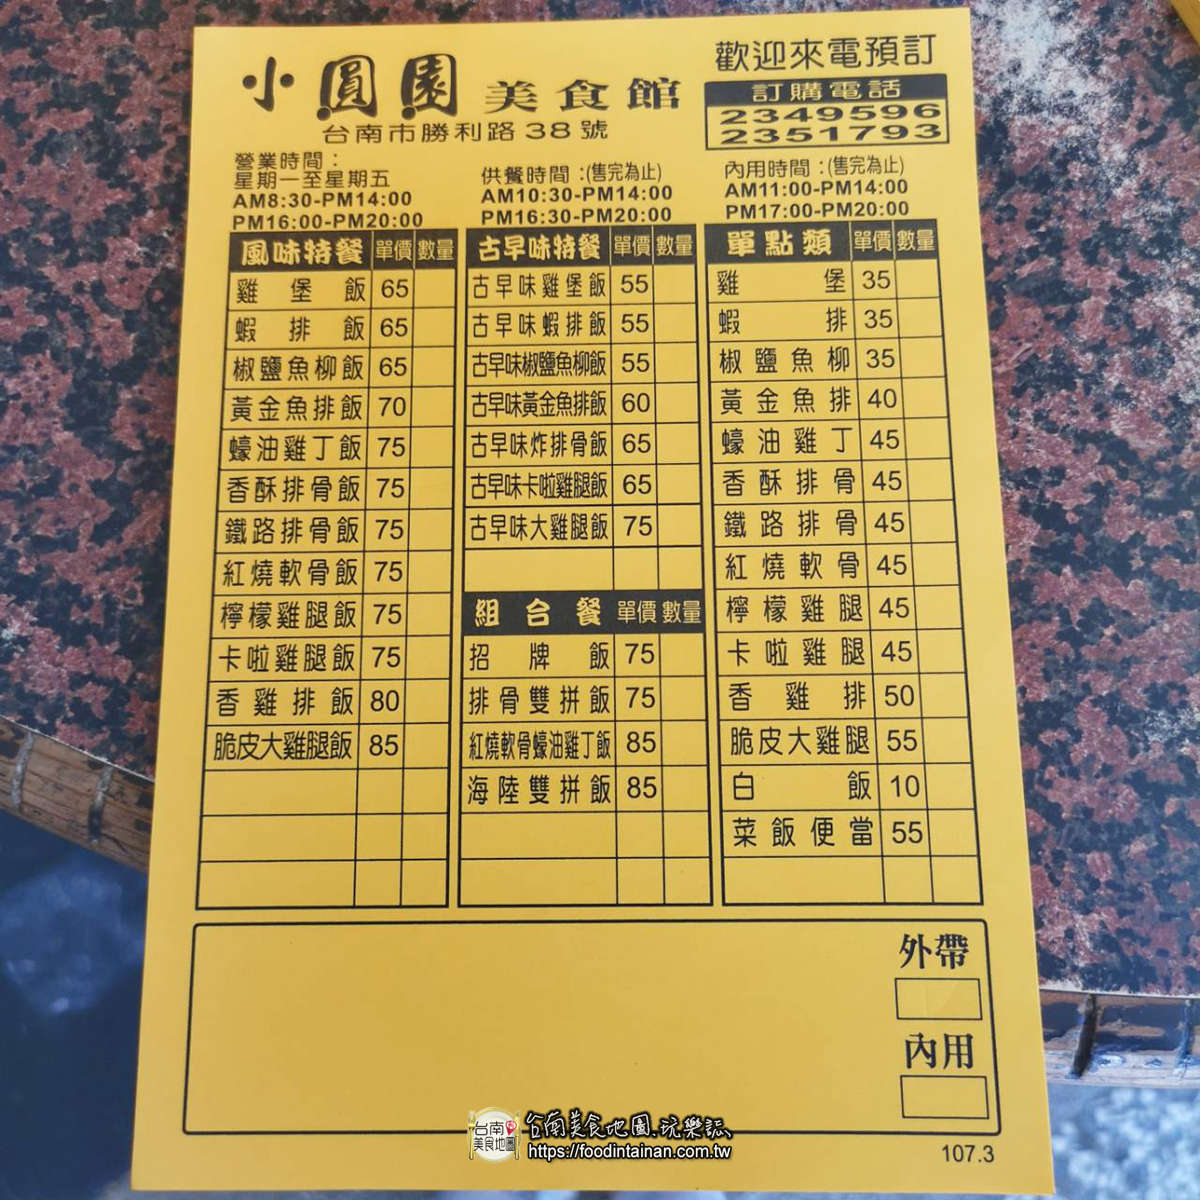 小圓園 美食館
台南市勝利路38號
歡迎來電預訂
訂購電話
2349596
2351793
營業時間：
星期一至星期五
AM8:30-PM14:00
PM16:00-PM20:00
供餐時間：(售完為止)
AM10:30-PM14:00
PM16:30-PM20:00
內用時間：(售完為止)
AM11:00-PM14:00
PM17:00-PM20:00
風味特餐 單價 數量
雞堡飯 65
蝦排飯 65
椒鹽魚柳飯 65
黃金魚排飯 70
蠔油雞丁飯 75
香酥排骨飯 75
鐵路排骨飯 75
紅燒軟骨飯 75
檸檬雞腿飯 75
卡啦雞腿飯 75
香雞排飯 80
脆皮大雞腿飯 85
古早味特餐 單價 數量
古早味雞堡飯 55
古早味蝦排飯 55
古早味椒鹽魚柳飯 55
古早味黃金魚排飯 60
古早味炸排骨飯 65
古早味卡啦雞腿飯 65
古早味大雞腿飯 75
組合餐 單價 數量
招牌飯 75
排骨雙拼飯 75
紅燒軟骨蠔油雞丁飯 85
海陸雙拼飯 85
單點類 單價 數量
雞堡 35
蝦排 35
椒鹽魚柳 35
黃金魚排 40
蠔油雞丁 45
香酥排骨 45
鐵路排骨 45
紅燒軟骨 45
檸檬雞腿 45
卡啦雞腿 45
香雞排 50
脆皮大雞腿 55
白飯 10
菜飯便當 55
外帶
內用
107.3
台南美食地圖
台南美食地圖.玩樂誌
https://foodintainan.com.tw